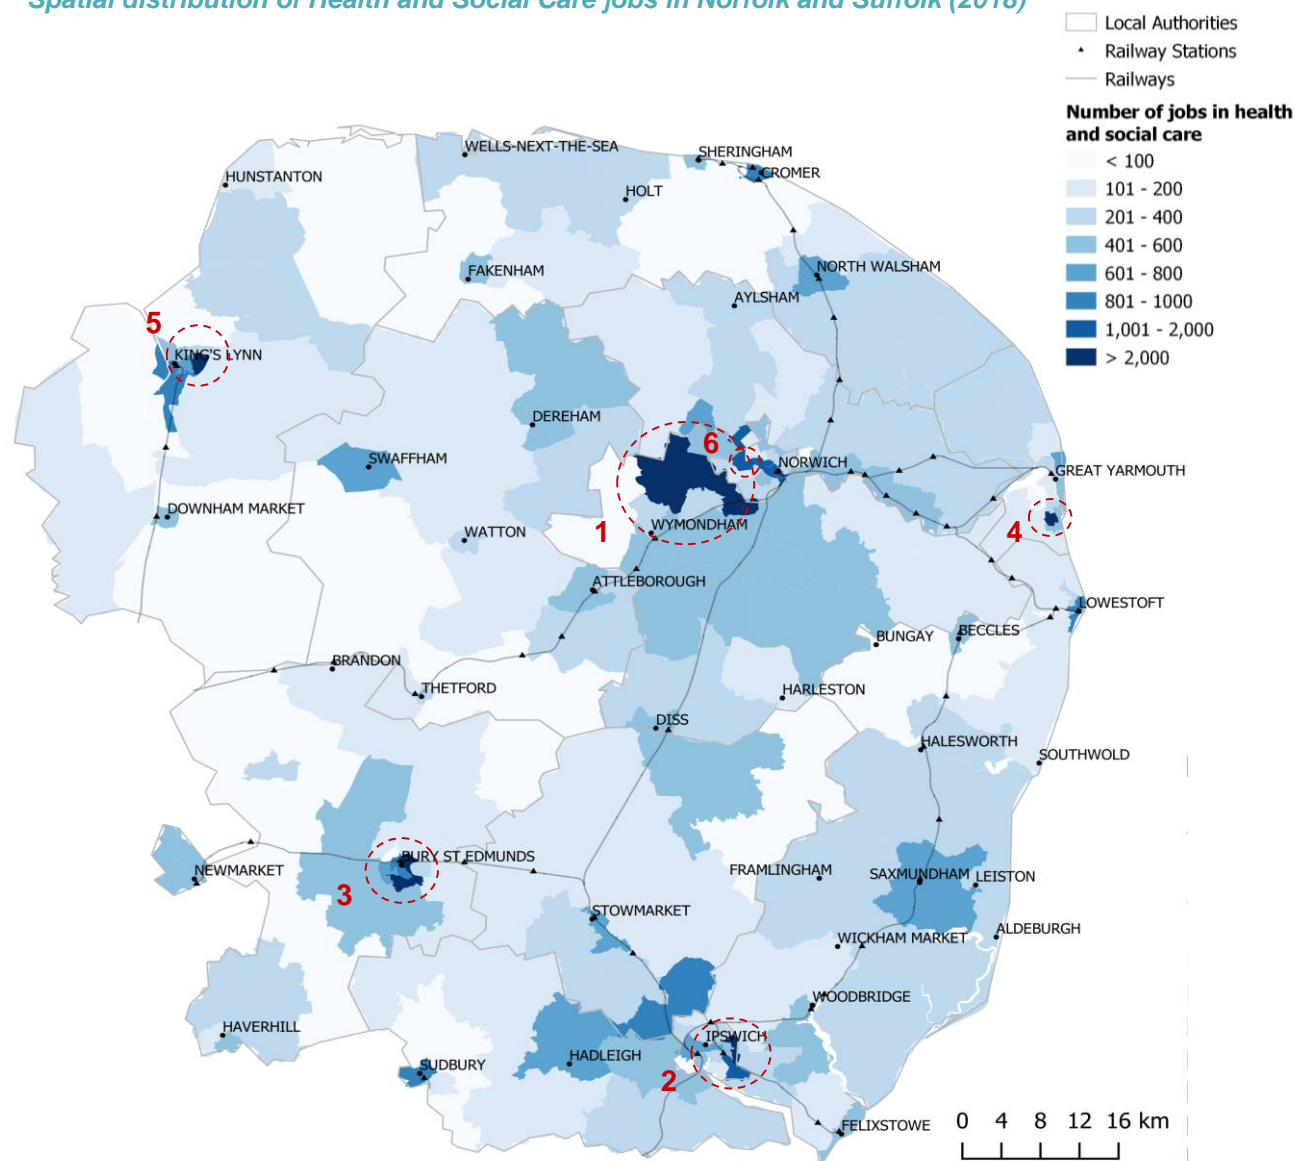 Spatial distribution of Health and Social Care jobs in Norfolk and Suffolk (2018)
Local Authorities
Railway Stations
Railways
Number of jobs in health
and social care
< 100
101 - 200
201 - 400
401 - 600
601 - 800
801 - 1000
1,001 - 2,000
> 2,000
WELLS-NEXT-THE-SEA
SHERINGHAM
CROMER
HUNSTANTON
HOLT
FAKENHAM
NORTH WALSHAM
AYLSHAM
5
KING'S LYNN
DEREHAM
6
SWAFFHAM
NORWICH
GREAT YARMOUTH
DOWNHAM MARKET
WATTON
1
WYMONDHAM
4
ATTLEBOROUGH
LOWESTOFT
BUNGAY
BECCLES
BRANDON
THETFORD
HARLESTON
DISS
HALESWORTH
SOUTHWOLD
BURY ST EDMUNDS
NEWMARKET
3
FRAMLINGHAM
SAXMUNDHAM
LEISTON
STOWMARKET
WICKHAM MARKET
ALDEBURGH
WOODBRIDGE
HAVERHILL
IPSWICH
HADLEIGH
SUDBURY
2
FELIXSTOWE
0 4 8 12 16 km